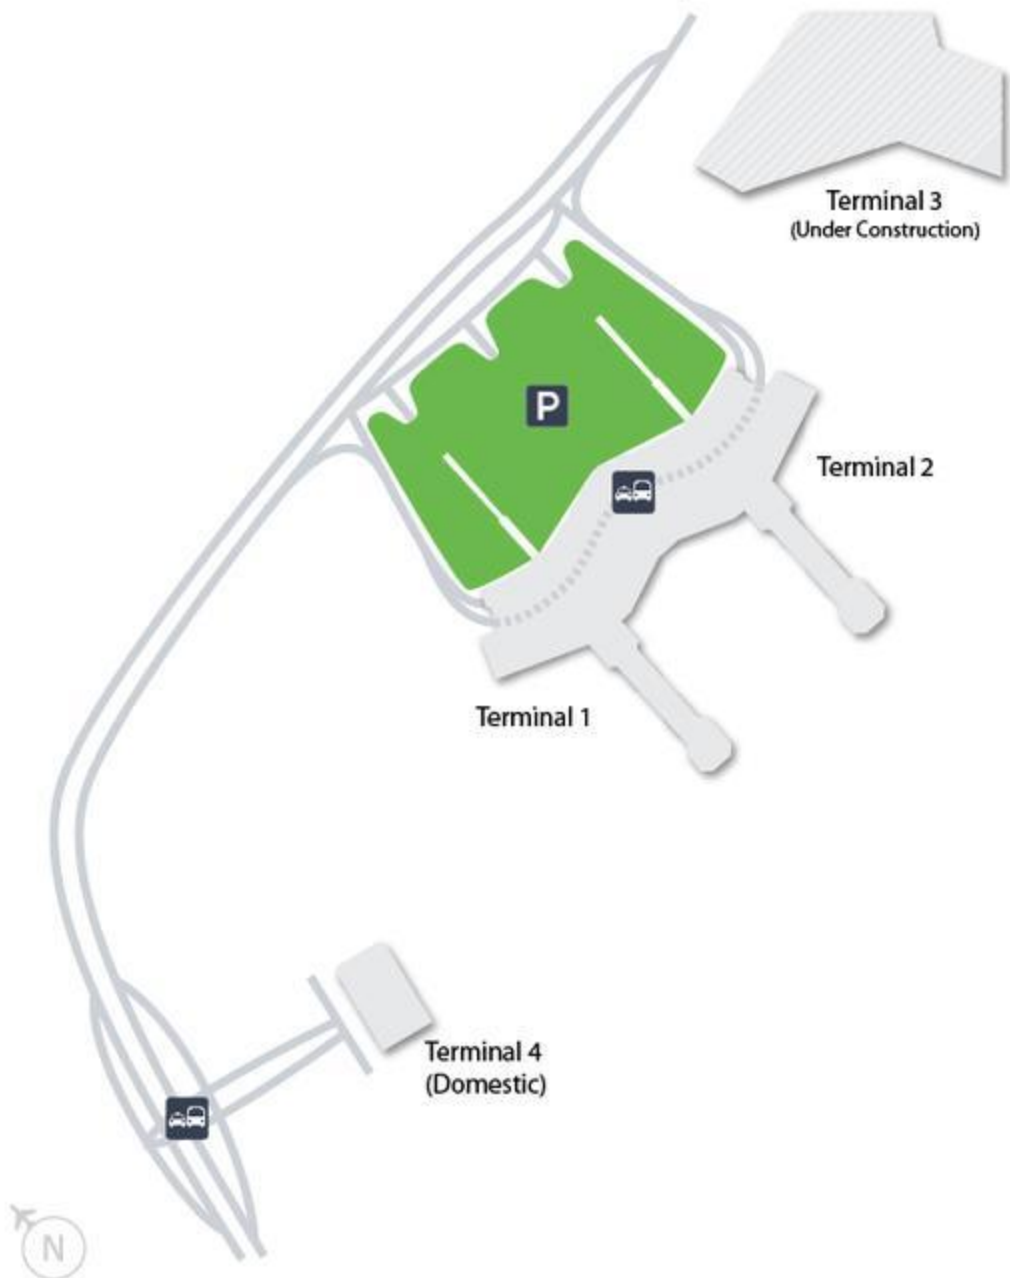 Terminal 3
(Under Construction)
P
Terminal 2
Terminal 1
Terminal 4
(Domestic)
N